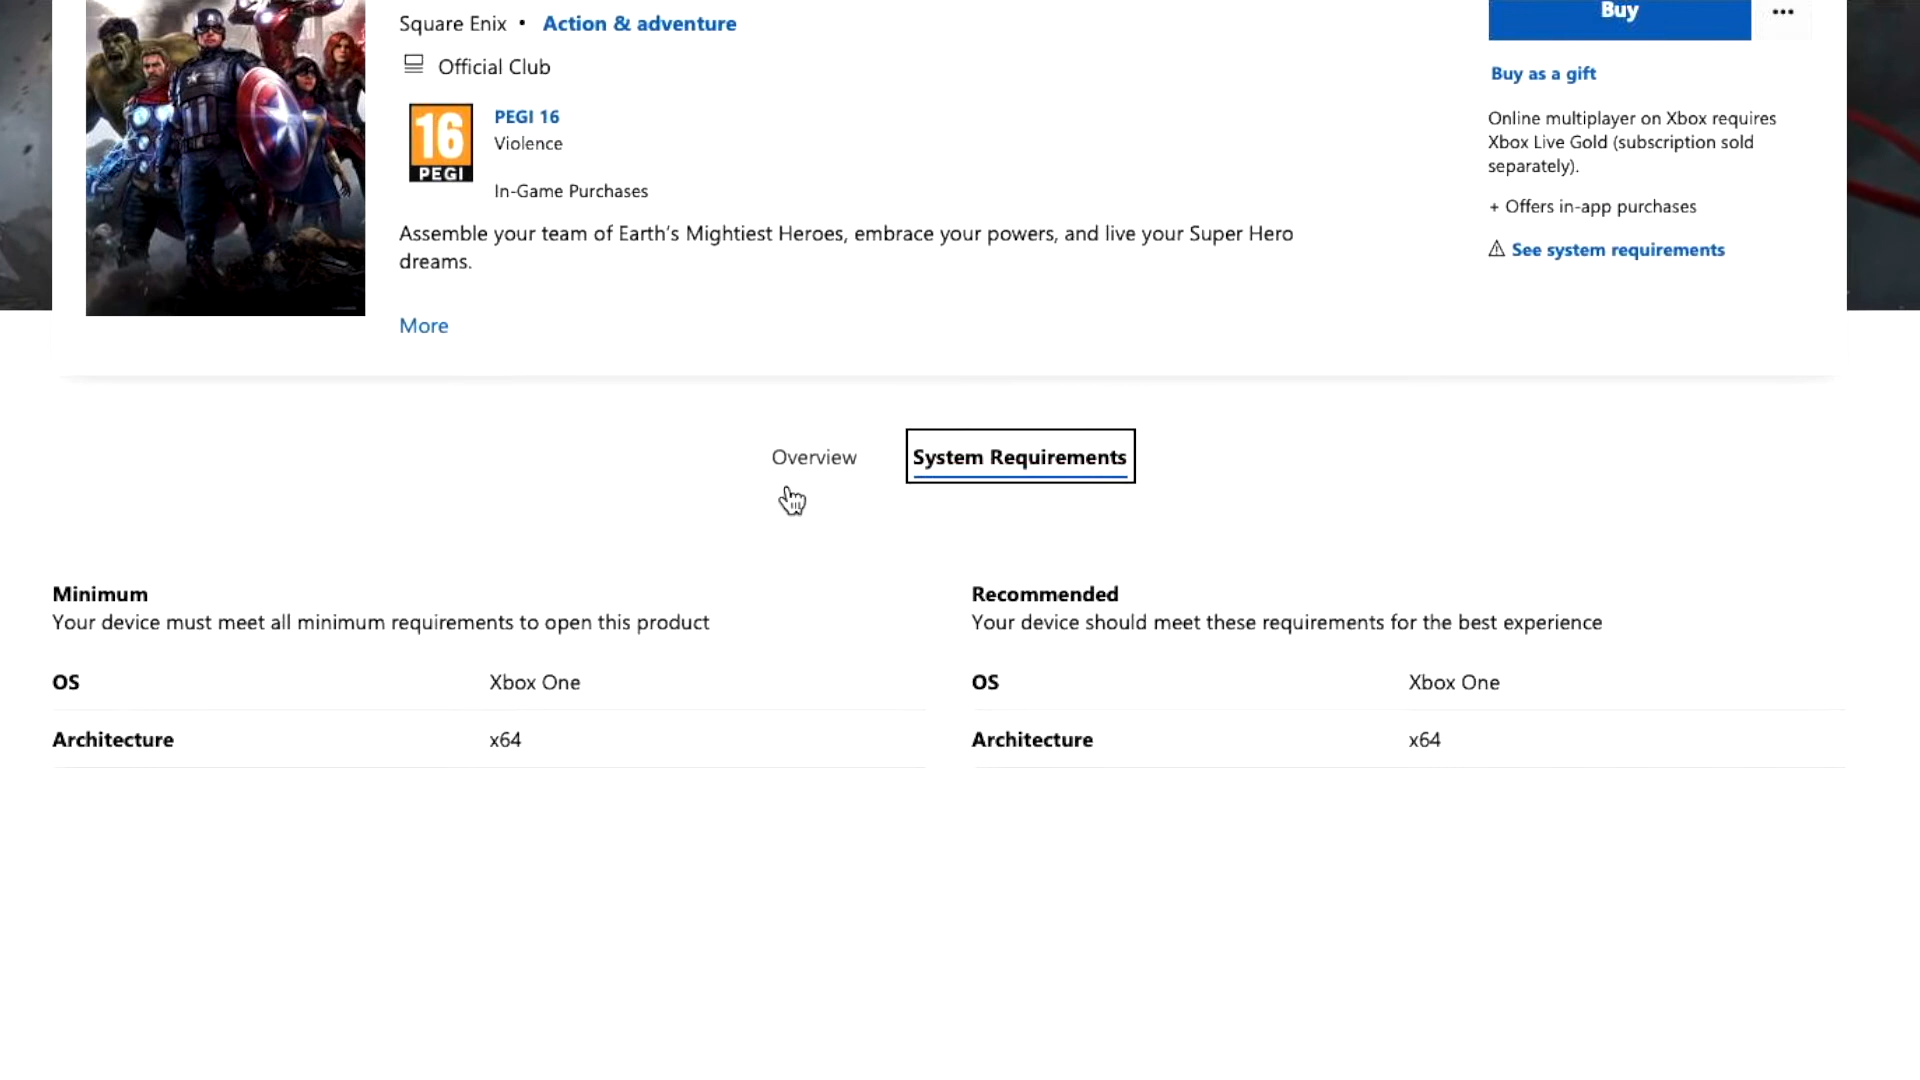 Square Enix • Action & adventure
Official Club
16
PEGI
PEGI 16
Violence
In-Game Purchases
Assemble your team of Earth's Mightiest Heroes, embrace your powers, and live your Super Hero
dreams.
More
Buy
•••
Buy as a gift
Online multiplayer on Xbox requires
Xbox Live Gold (subscription sold
separately).
+ Offers in-app purchases
See system requirements
Overview
System Requirements
Minimum
Your device must meet all minimum requirements to open this product
OS Xbox One
Architecture x64
Recommended
Your device should meet these requirements for the best experience
OS Xbox One
Architecture x64